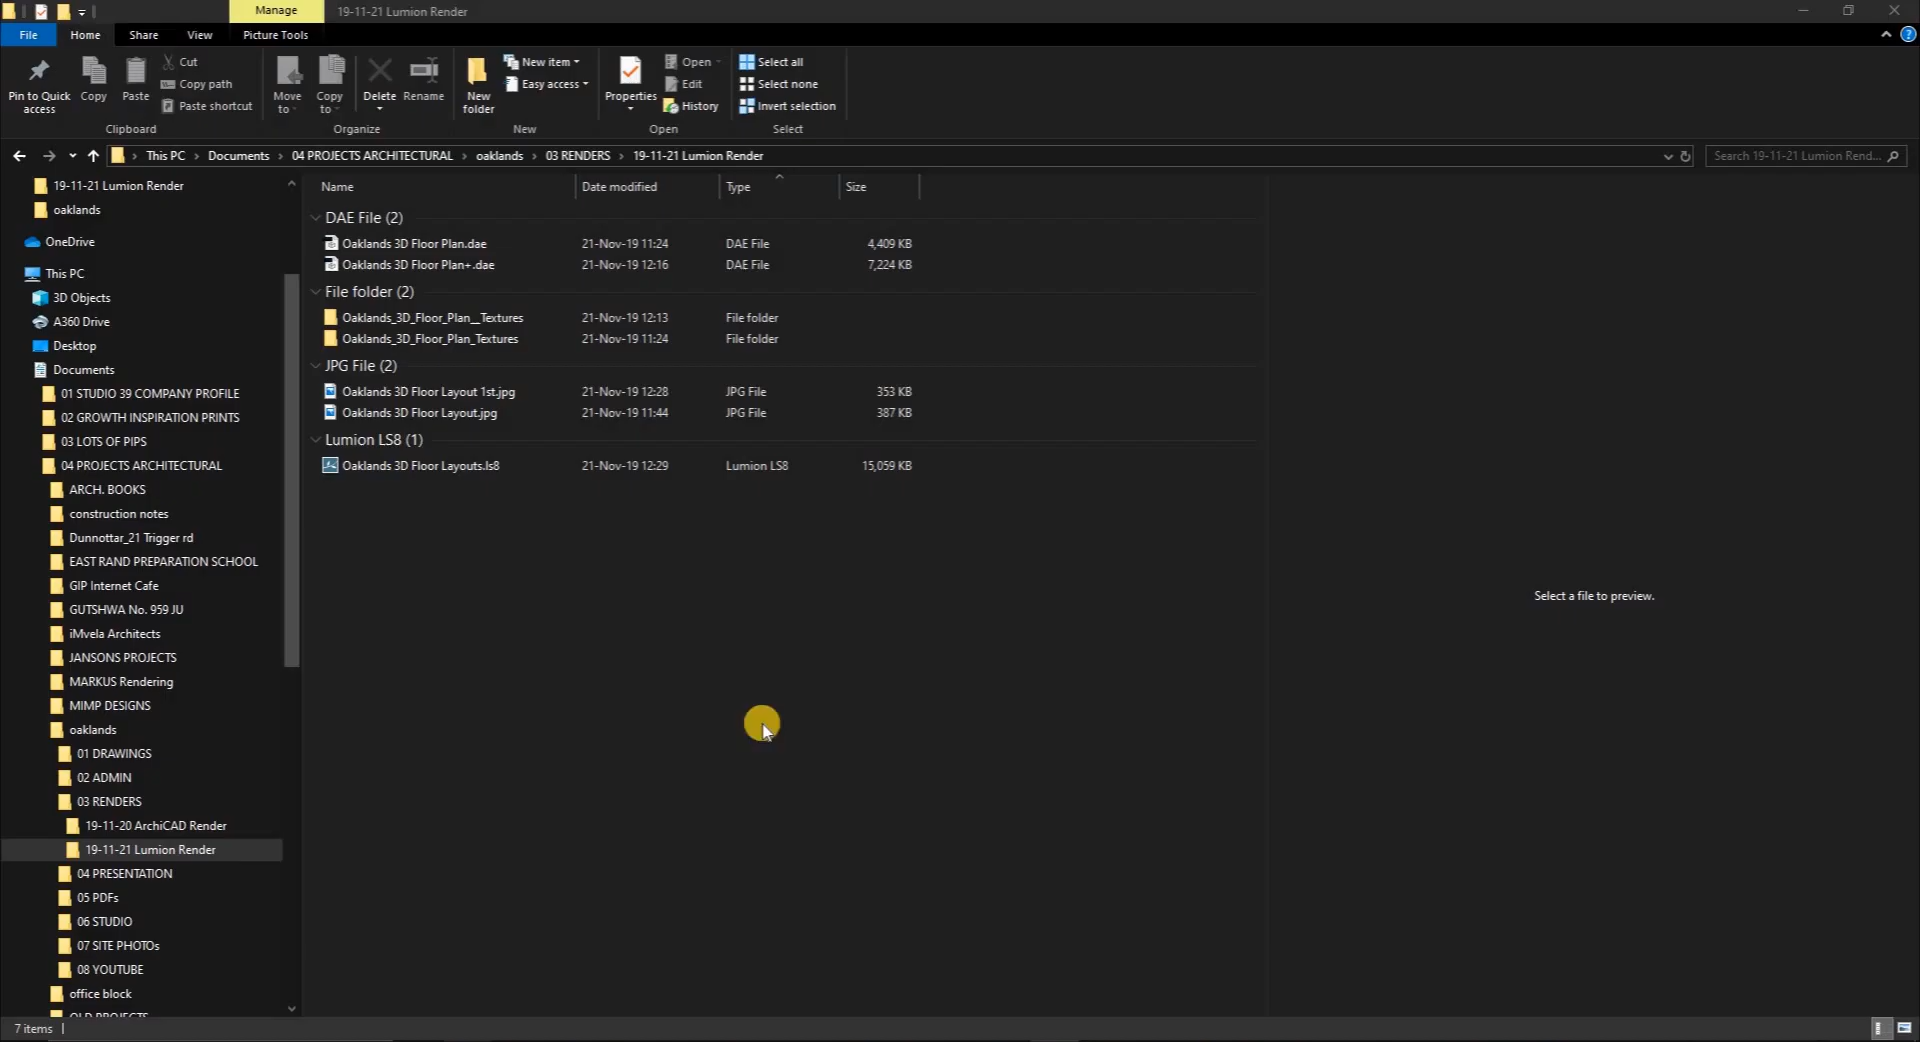 Manage
19-11-21 Lumion Render
File
Home
Share
View
Picture Tools
Pin to Quick access
Copy
Paste
Cut
Copy path
Paste shortcut
Clipboard
Move to
Copy to
Delete
Rename
Organize
New folder
New item
Easy access
New
Properties
Open
Edit
History
Open
Select all
Select none
Invert selection
Select
This PC
Documents
04 PROJECTS ARCHITECTURAL
oaklands
03 RENDERS
19-11-21 Lumion Render
Search 19-11-21 Lumion Rend...
19-11-21 Lumion Render
oaklands
OneDrive
This PC
3D Objects
A360 Drive
Desktop
Documents
01 STUDIO 39 COMPANY PROFILE
02 GROWTH INSPIRATION PRINTS
03 LOTS OF PIPS
04 PROJECTS ARCHITECTURAL
ARCH. BOOKS
construction notes
Dunnottar_21 Trigger rd
EAST RAND PREPARATION SCHOOL
GIP Internet Cafe
GUTSHWA No. 959 JU
iMvela Architects
JANSONS PROJECTS
MARKUS Rendering
MIMP DESIGNS
oaklands
01 DRAWINGS
02 ADMIN
03 RENDERS
19-11-20 ArchiCAD Render
19-11-21 Lumion Render
04 PRESENTATION
05 PDFs
06 STUDIO
07 SITE PHOTOs
08 YOUTUBE
office block
OLD PROJECTS
Name Date modified Type Size
DAE File (2)
Oaklands 3D Floor Plan.dae 21-Nov-19 11:24 DAE File 4,409 KB
Oaklands 3D Floor Plan+.dae 21-Nov-19 12:16 DAE File 7,224 KB
File folder (2)
Oaklands_3D_Floor_Plan__Textures 21-Nov-19 12:13 File folder
Oaklands_3D_Floor_Plan_Textures 21-Nov-19 11:24 File folder
JPG File (2)
Oaklands 3D Floor Layout 1st.jpg 21-Nov-19 12:28 JPG File 353 KB
Oaklands 3D Floor Layout.jpg 21-Nov-19 11:44 JPG File 387 KB
Lumion LS8 (1)
Oaklands 3D Floor Layouts.ls8 21-Nov-19 12:29 Lumion LS8 15,059 KB
Select a file to preview.
7 items